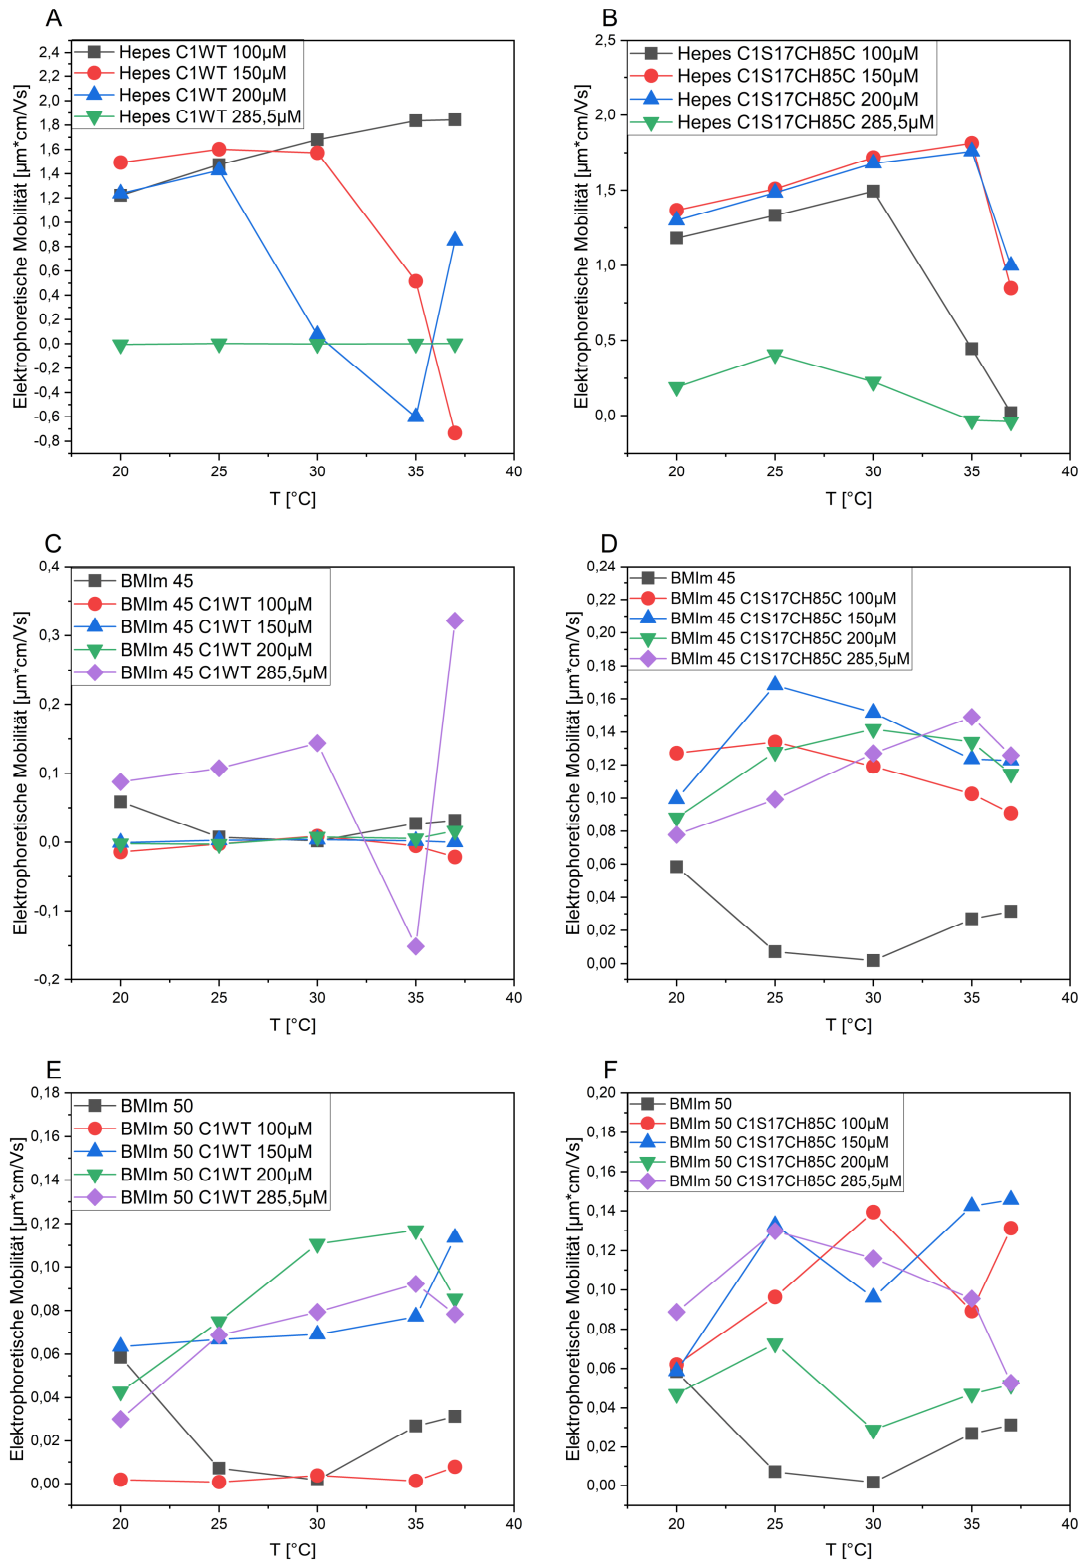 A
Elektrophoretische Mobilität [µm*cm/Vs]
Hepes C1WT 100µM
Hepes C1WT 150µM
Hepes C1WT 200µM
Hepes C1WT 285,5µM
2,4
2,2
2,0
1,8
1,6
1,4
1,2
1,0
0,8
0,6
0,4
0,2
0,0
-0,2
-0,4
-0,6
-0,8
20 25 30 35 40
T [°C]
B
Elektrophoretische Mobilität [µm*cm/Vs]
Hepes C1S17CH85C 100µM
Hepes C1S17CH85C 150µM
Hepes C1S17CH85C 200µM
Hepes C1S17CH85C 285,5µM
2,5
2,0
1,5
1,0
0,5
0,0
20 25 30 35 40
T [°C]
C
Elektrophoretische Mobilität [µm*cm/Vs]
BMIm 45
BMIm 45 C1WT 100µM
BMIm 45 C1WT 150µM
BMIm 45 C1WT 200µM
BMIm 45 C1WT 285,5µM
0,4
0,3
0,2
0,1
0,0
-0,1
-0,2
20 25 30 35 40
T [°C]
D
Elektrophoretische Mobilität [µm*cm/Vs]
BMIm 45
BMIm 45 C1S17CH85C 100µM
BMIm 45 C1S17CH85C 150µM
BMIm 45 C1S17CH85C 200µM
BMIm 45 C1S17CH85C 285,5µM
0,24
0,22
0,20
0,18
0,16
0,14
0,12
0,10
0,08
0,06
0,04
0,02
0,00
20 25 30 35 40
T [°C]
E
Elektrophoretische Mobilität [µm*cm/Vs]
BMIm 50
BMIm 50 C1WT 100µM
BMIm 50 C1WT 150µM
BMIm 50 C1WT 200µM
BMIm 50 C1WT 285,5µM
0,18
0,16
0,14
0,12
0,10
0,08
0,06
0,04
0,02
0,00
20 25 30 35 40
T [°C]
F
Elektrophoretische Mobilität [µm*cm/Vs]
BMIm 50
BMIm 50 C1S17CH85C 100µM
BMIm 50 C1S17CH85C 150µM
BMIm 50 C1S17CH85C 200µM
BMIm 50 C1S17CH85C 285,5µM
0,20
0,18
0,16
0,14
0,12
0,10
0,08
0,06
0,04
0,02
0,00
20 25 30 35 40
T [°C]